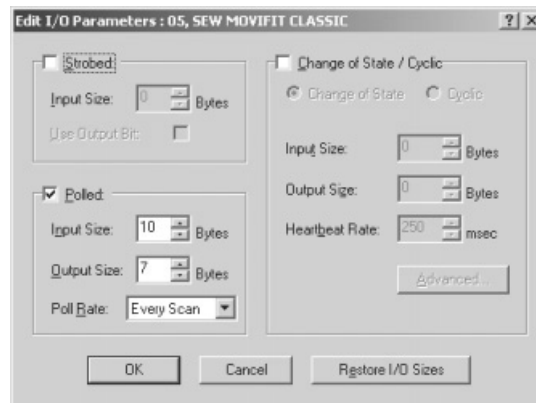 Edit I/O Parameters : 05, SEW MOVIFIT CLASSIC
Strobed:
Input Size: 0 Bytes
Use Output Bit:
Polled:
Input Size: 10 Bytes
Output Size: 7 Bytes
Poll Rate: Every Scan
Change of State / Cyclic
Change of State Cyclic
Input Size: 0 Bytes
Output Size: 0 Bytes
Heartbeat Rate: 250 msec
Advanced...
OK Cancel Restore I/O Sizes